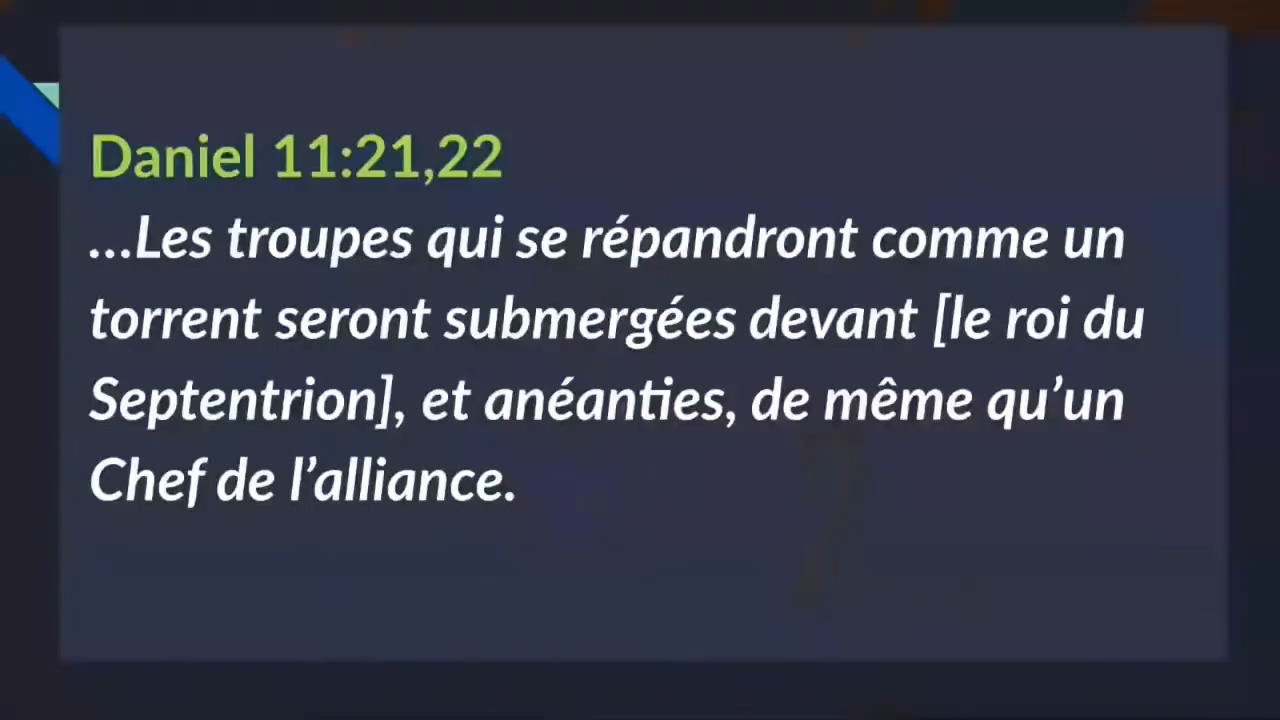 Daniel 11:21,22
...Les troupes qui se répandront comme un
torrent seront submergées devant [le roi du
Septentrion], et anéanties, de même qu’un
Chef de l’alliance.